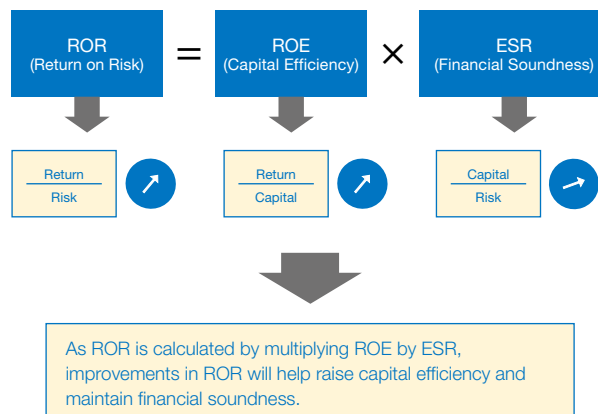 ROR
(Return on Risk)
=
ROE
(Capital Efficiency)
×
ESR
(Financial Soundness)
Return
Risk
Return
Capital
Capital
Risk
As ROR is calculated by multiplying ROE by ESR,
improvements in ROR will help raise capital efficiency and
maintain financial soundness.